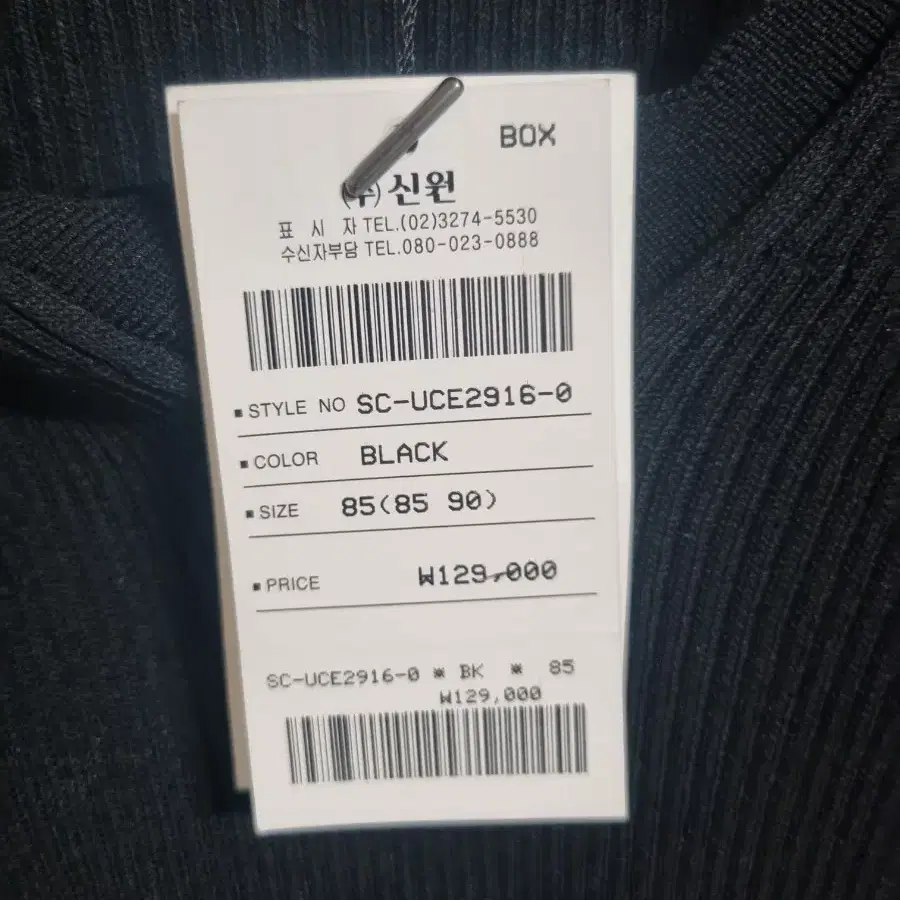 BOX
(주)신원
표 시 자 TEL.(02)3274-5530
수신자부담 TEL.080-023-0888
▪ STYLE NO SC-UCE2916-0
▪ COLOR BLACK
▪ SIZE 85(85 90)
▪ PRICE ₩129,000
SC-UCE2916-0 ※ BK ※ 85
₩129,000